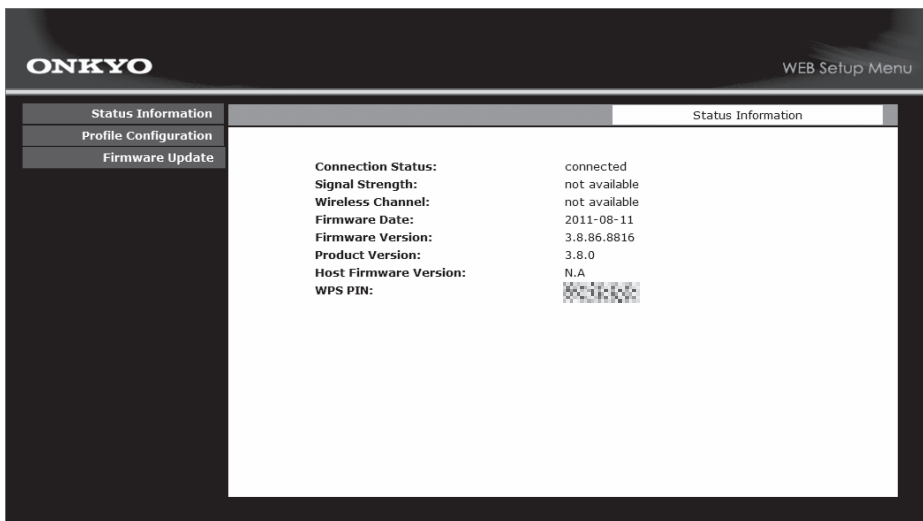 ONKYO
WEB Setup Menu
Status Information
Profile Configuration
Firmware Update
Status Information
Connection Status: connected
Signal Strength: not available
Wireless Channel: not available
Firmware Date: 2011-08-11
Firmware Version: 3.8.86.8816
Product Version: 3.8.0
Host Firmware Version: N.A
WPS PIN: